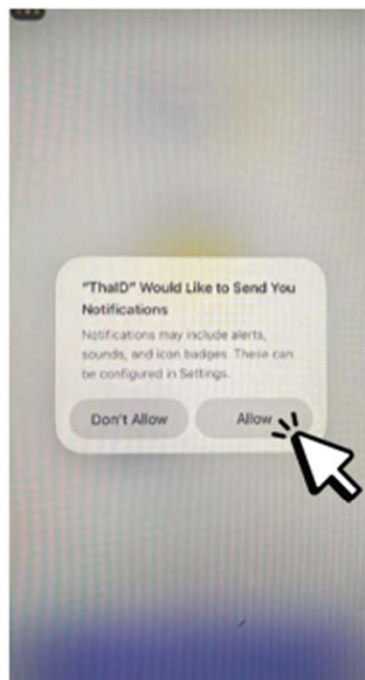 "ThaID" Would Like to Send You
Notifications
Notifications may include alerts,
sounds, and icon badges. These can
be configured in Settings.
Don't Allow
Allow